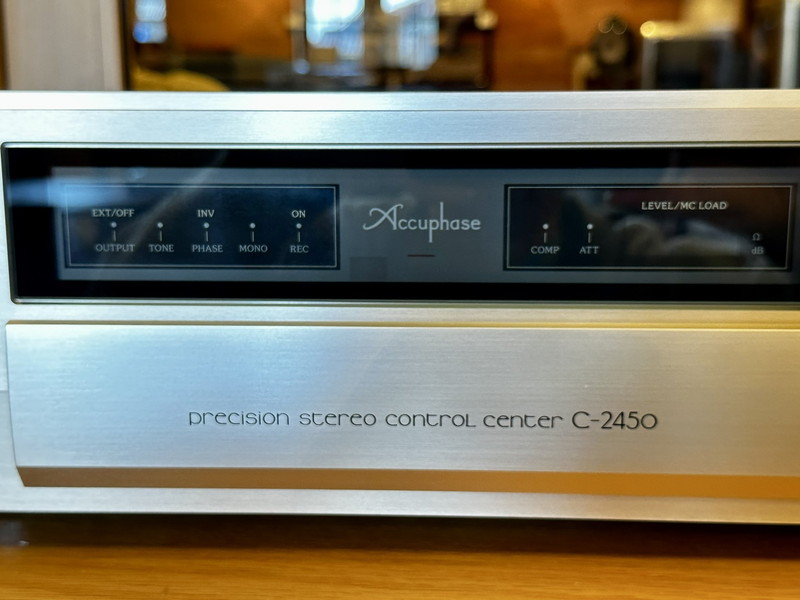 EXT/OFF INV ON
OUTPUT TONE PHASE MONO REC
Accuphase
LEVEL/MC LOAD
COMP ATT
Ω
dB
precision stereo control center C-2450